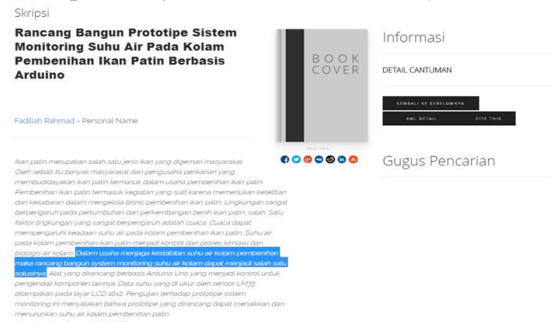 Skripsi
Rancang Bangun Prototipe Sistem
Monitoring Suhu Air Pada Kolam
Pembenihan Ikan Patin Berbasis
Arduino
Fadillah Rahmad - Personal Name
Ikan patin merupakan salah satu jenis ikan yang digemari masyarakat.
Oleh sebab itu banyak masyarakat dan pengusaha perikanan yang
membudidayakan ikan patin termasuk dalam usaha pembenihan ikan patin.
Pembenihan ikan patin termasuk kegiatan yang sulit karena memerlukan ketelitian
dan kesabaran dalam mengelola bisnis pembenihan ikan patin. Lingkungan sangat
berpengaruh pada pertumbuhan dan perkembangan benih ikan patin, salah. Satu
faktor lingkungan yang sangat berpengaruh adalah cuaca. Cuaca dapat
mempengaruhi keadaan suhu air pada kolam pembenihan ikan patin. Suhu air
pada kolam pembenihan ikan patin menjadi kontrol dari proses kimiawi dan
biologis air kolam. Dalam usaha menjaga kestabilan suhu air kolam pembenihan,
maka rancang bangun system monitoring suhu air kolam dapat menjadi salah satu
solusinya. Alat yang dirancang berbasis Arduino Uno yang menjadi kontrol untuk
pengendali komponen lainnya. Data suhu yang di ukur oleh sensor LM35
ditampilkan pada layar LCD 16x2. Pengujian terhadap prototipe sistem
monitoring ini menyatakan bahwa prototipe yang dirancang dapat menaikkan dan
menurunkan suhu air kolam pembenihan patin.
BOOK
COVER
Informasi
DETAIL CANTUMAN
KEMBALI KE SEBELUMNYA
XML DETAIL
CITE THIS
Gugus Pencarian